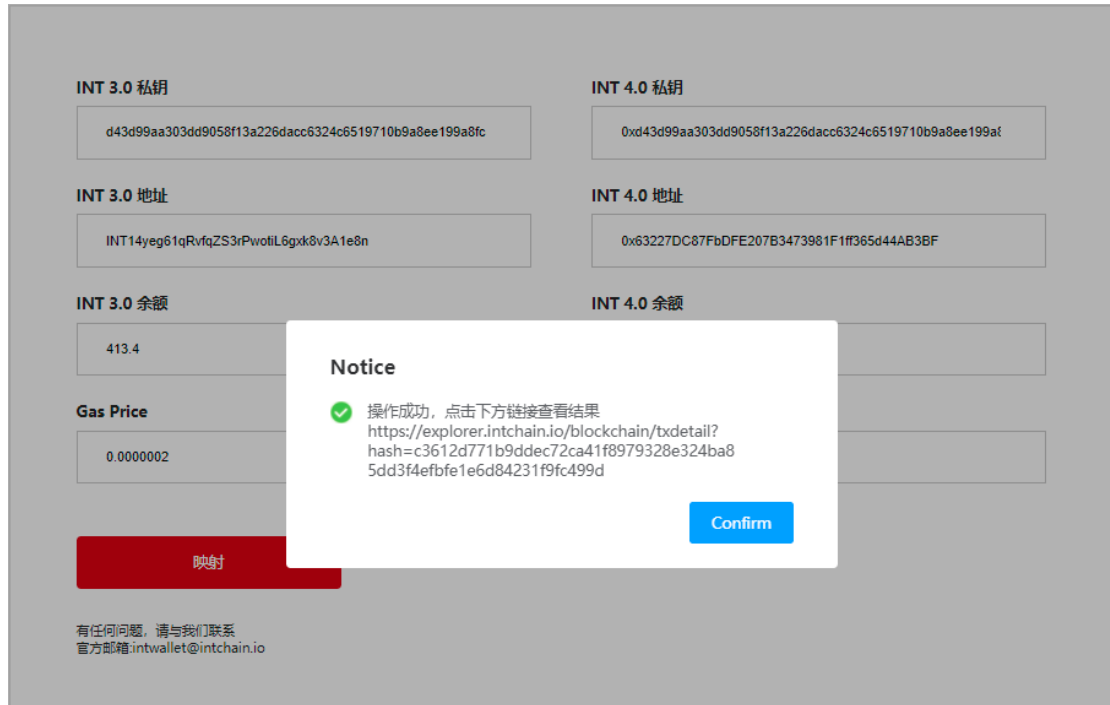 INT 3.0 私钥
INT 4.0 私钥
d43d99aa303dd9058f13a226dacc6324c6519710b9a8ee199a8fc
0xd43d99aa303dd9058f13a226dacc6324c6519710b9a8ee199a8
INT 3.0 地址
INT 4.0 地址
INT14yeg61qRvfqZS3rPwotiL6gxk8v3A1e8n
0x63227DC87FbDFE207B3473981F1ff365d44AB3BF
INT 3.0 余额
INT 4.0 余额
413.4
Notice
操作成功，点击下方链接查看结果
https://explorer.intchain.io/blockchain/txdetail?
hash=c3612d771b9ddec72ca41f8979328e324ba8
5dd3f4efbfe1e6d84231f9fc499d
Gas Price
0.0000002
Confirm
映射
有任何问题，请与我们联系
官方邮箱:intwallet@intchain.io